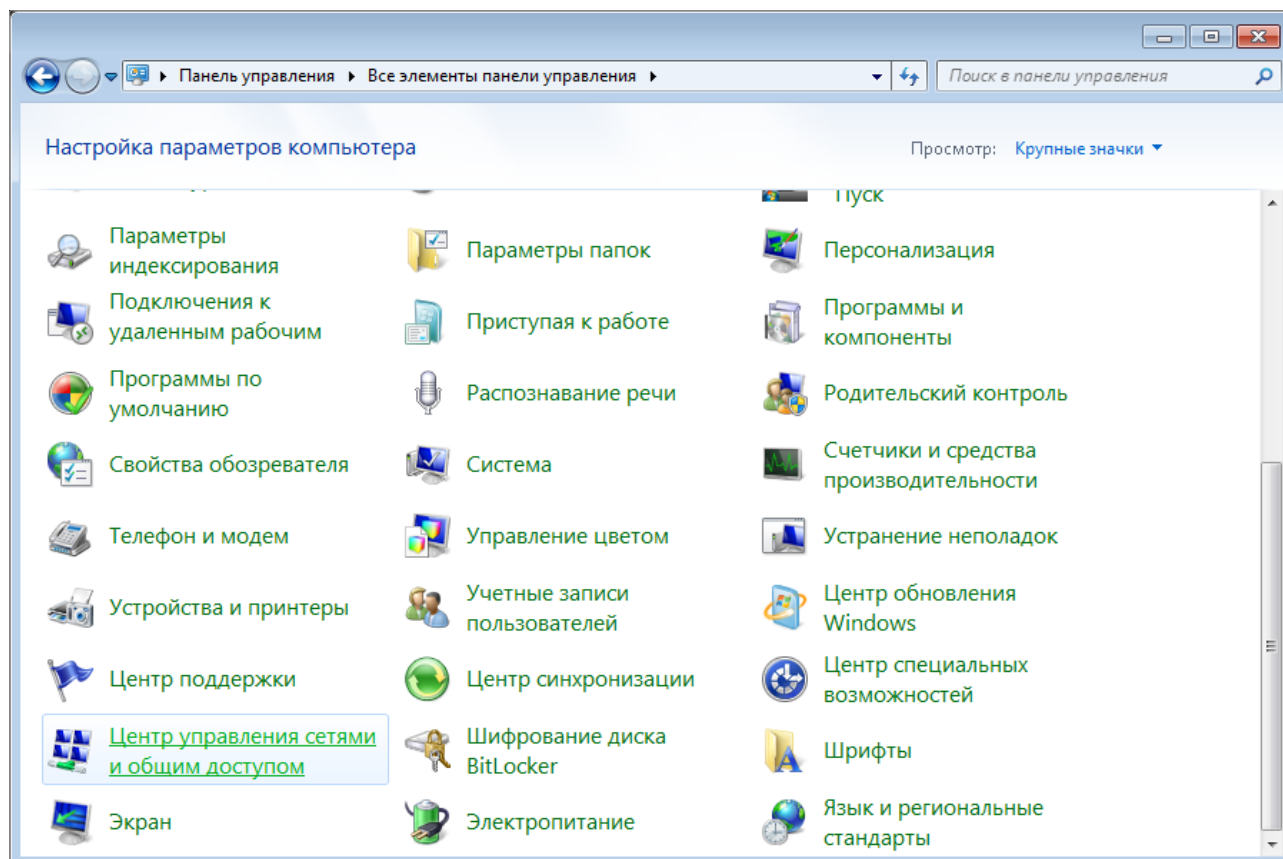 Панель управления
Все элементы панели управления
Поиск в панели управления
Настройка параметров компьютера
Просмотр: Крупные значки
Пуск
Параметры
индексирования
Параметры папок
Персонализация
Подключения к
удаленным рабочим
Приступая к работе
Программы и
компоненты
Программы по
умолчанию
Распознавание речи
Родительский контроль
Свойства обозревателя
Система
Счетчики и средства
производительности
Телефон и модем
Управление цветом
Устранение неполадок
Устройства и принтеры
Учетные записи
пользователей
Центр обновления
Windows
Центр поддержки
Центр синхронизации
Центр специальных
возможностей
Центр управления сетями
и общим доступом
Шифрование диска
BitLocker
Шрифты
Экран
Электропитание
Язык и региональные
стандарты